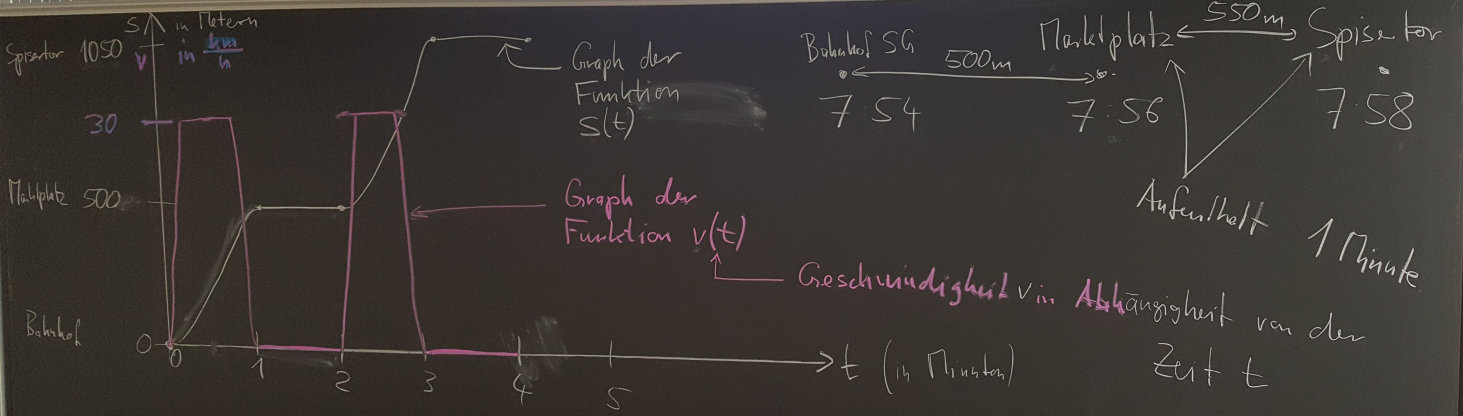 S in Metern
Spisertor 1050
v in km/h
30
Marktplatz 500
Bahnhof 0
0 1 2 3 4 5
t (in Minuten)
Graph der
Funktion
S(t)
Graph der
Funktion v(t)
Geschwindigkeit v in Abhängigkeit von der
Zeit t
Bahnhof SG 500m Marktplatz 550m Spisertor
7:54 7:56 7:58
Aufenthalt 1 Minute